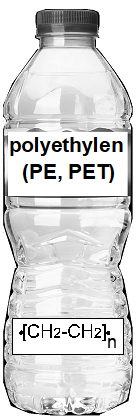 polyethylen
(PE, PET)
-[CH2-CH2]-n